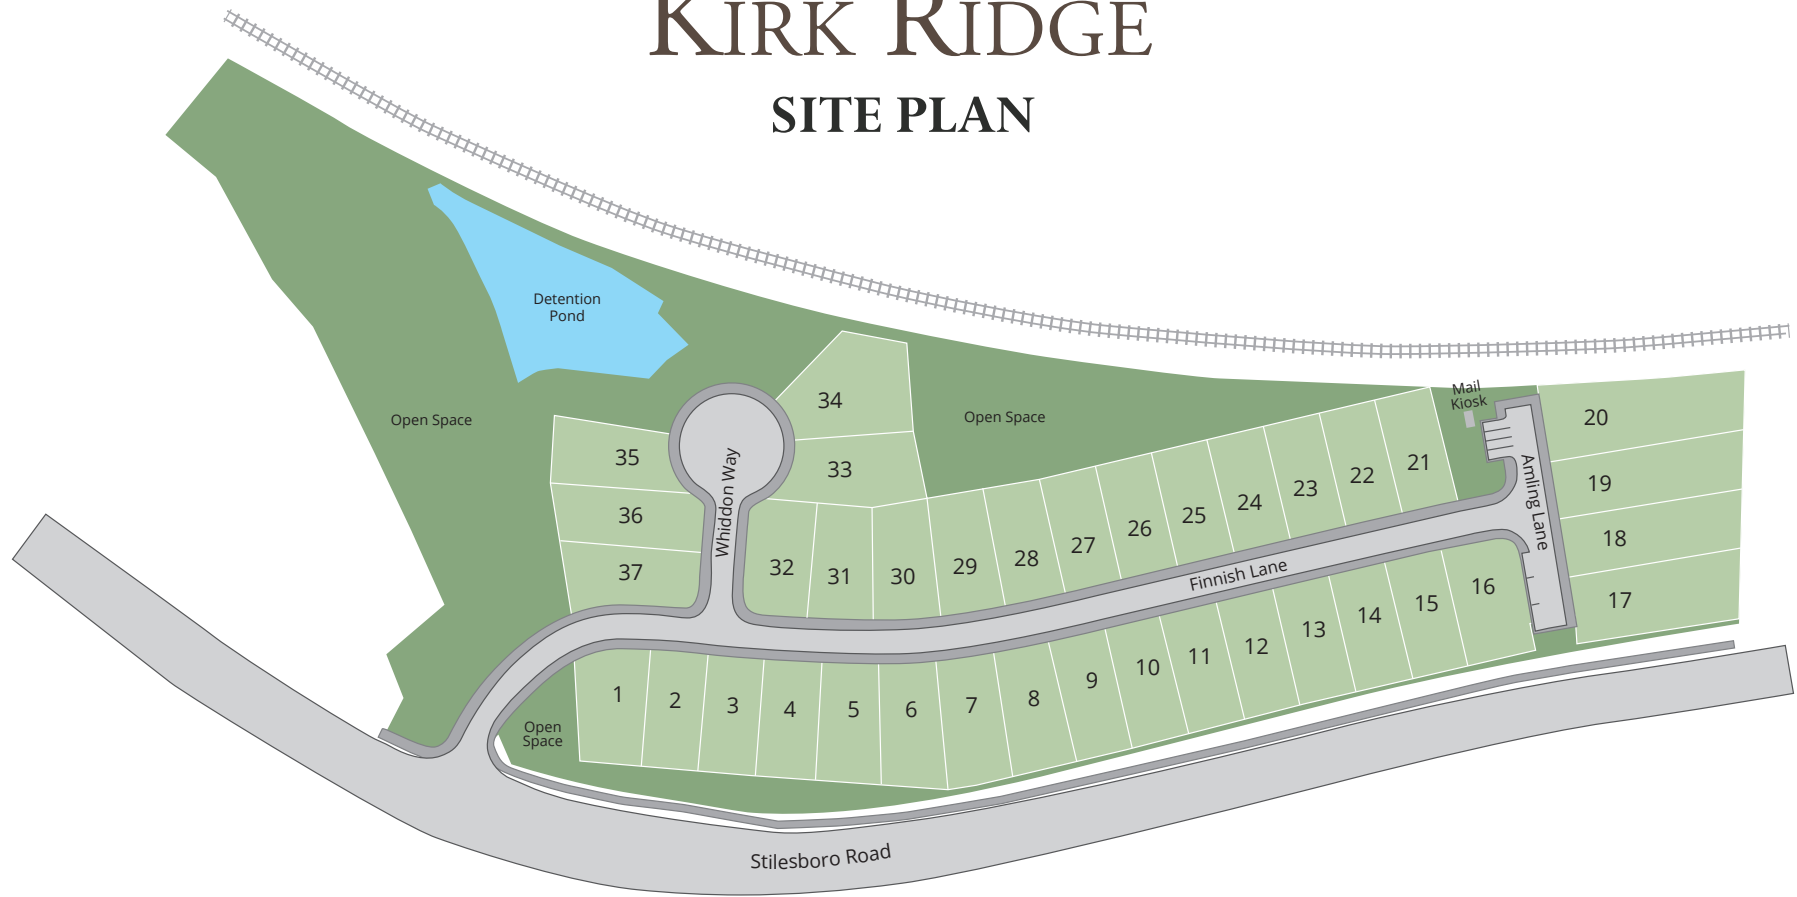 KIRK RIDGE
SITE PLAN
Detention
Pond
Open Space
Open Space
Mail
Kiosk
34
33
35
36
37
Whiddon Way
32
31
30
29
28
27
26
25
24
23
22
21
20
19
18
17
Amling Lane
Finnish Lane
1
2
3
4
5
6
7
8
9
10
11
12
13
14
15
16
Open
Space
Stilesboro Road